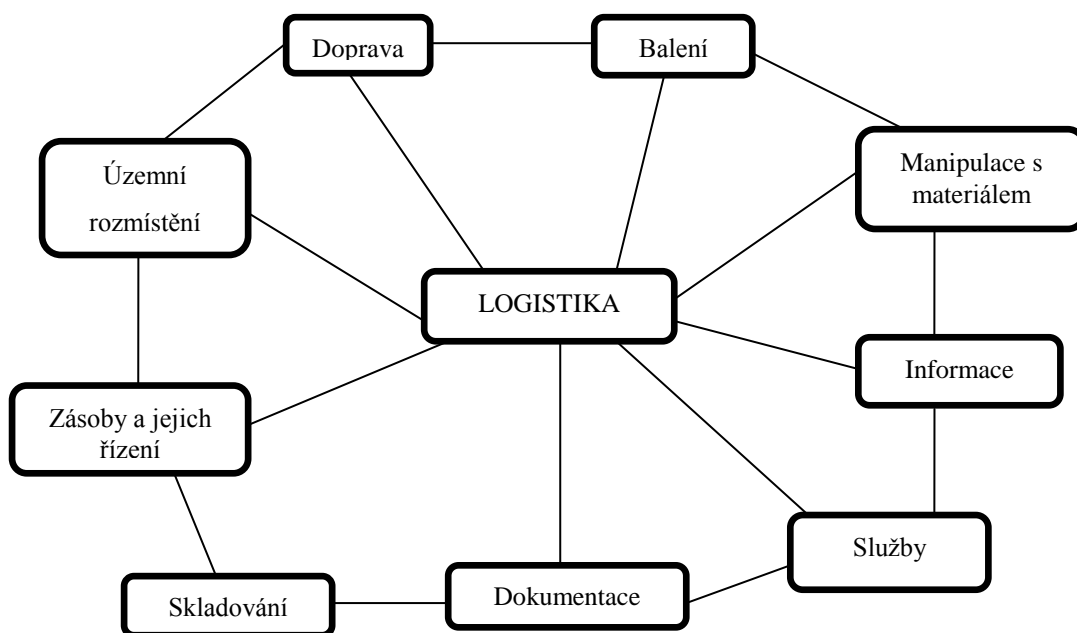 Doprava
Balení
Územní
rozmístění
Manipulace s
materiálem
LOGISTIKA
Informace
Zásoby a jejich
řízení
Služby
Dokumentace
Skladování